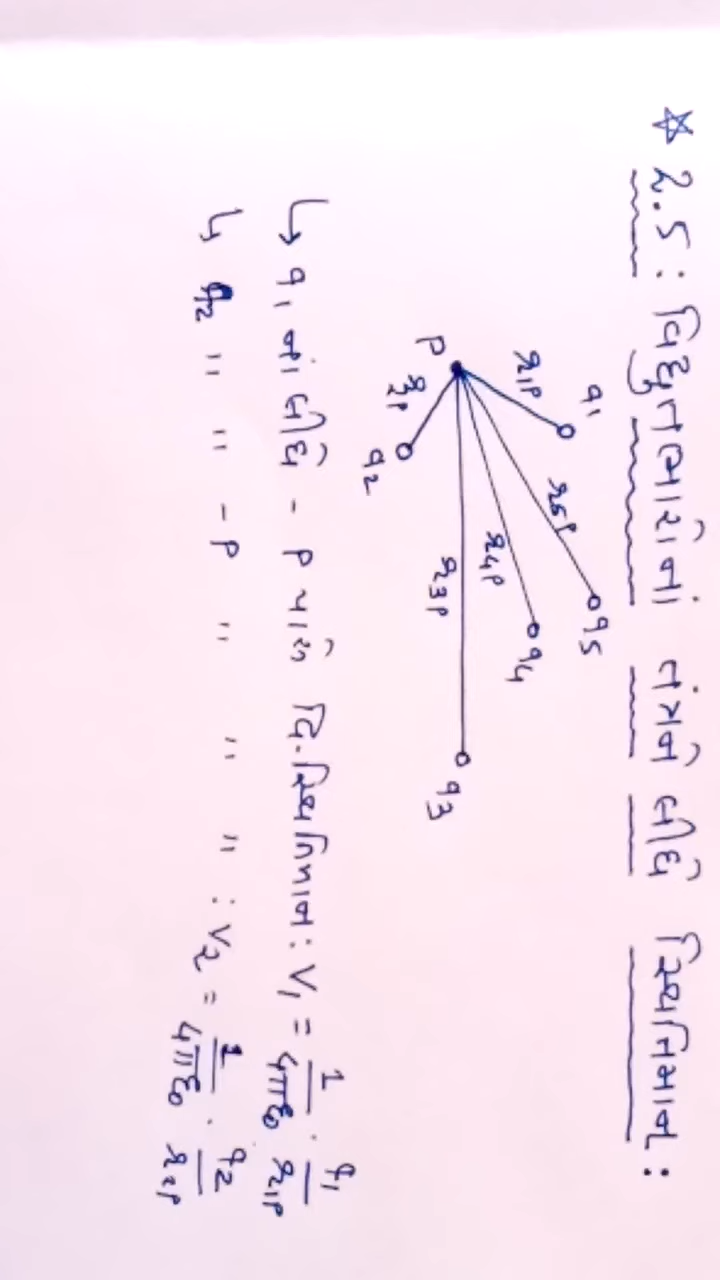 ☆ 2.5 : વિદ્યુતભારોનાં તંત્રને લીધે સ્થિતિમાન :
q1
r1P
P
r2P
q2
r5P
q5
r4P
q4
r3P
q3
↳ q1 નાં લીધે - P પાસે વિ.સ્થિતિમાન : V1 = 1/4πε0 · q1/r1P
↳ q2 " " - P " " " : V2 = 1/4πε0 · q2/r2P